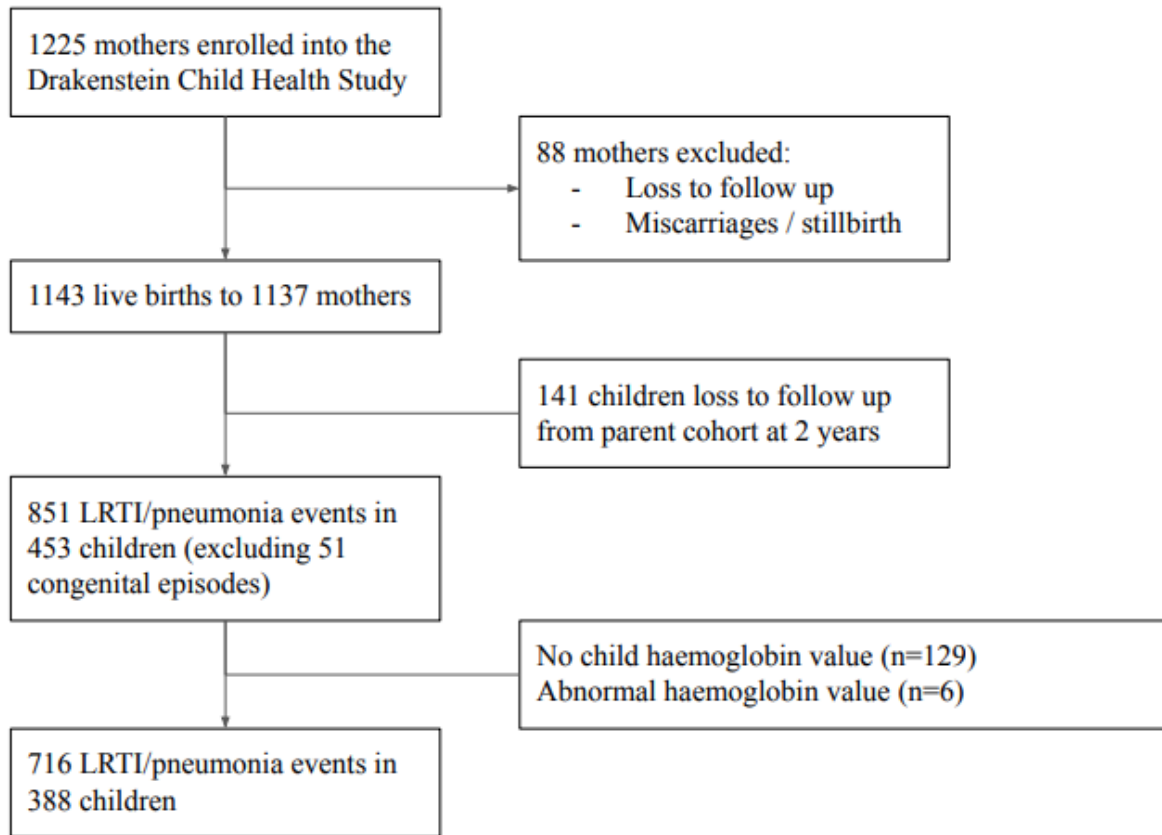 1225 mothers enrolled into the
Drakenstein Child Health Study
88 mothers excluded:
- Loss to follow up
- Miscarriages / stillbirth
1143 live births to 1137 mothers
141 children loss to follow up
from parent cohort at 2 years
851 LRTI/pneumonia events in
453 children (excluding 51
congenital episodes)
No child haemoglobin value (n=129)
Abnormal haemoglobin value (n=6)
716 LRTI/pneumonia events in
388 children